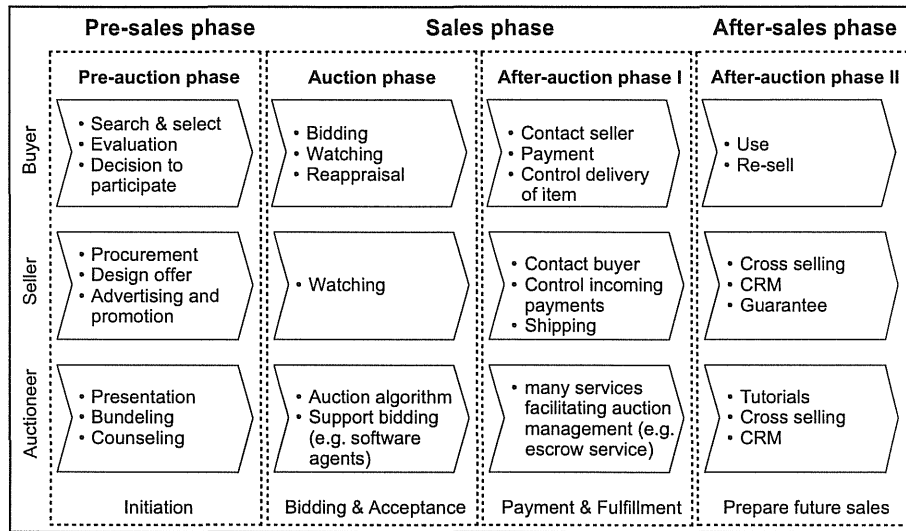 Pre-sales phase Sales phase After-sales phase
Pre-auction phase Auction phase After-auction phase I After-auction phase II
Buyer
• Search & select
• Evaluation
• Decision to
participate
• Bidding
• Watching
• Reappraisal
• Contact seller
• Payment
• Control delivery
of item
• Use
• Re-sell
Seller
• Procurement
• Design offer
• Advertising and
promotion
• Watching
• Contact buyer
• Control incoming
payments
• Shipping
• Cross selling
• CRM
• Guarantee
Auctioneer
• Presentation
• Bundeling
• Counseling
• Auction algorithm
• Support bidding
(e.g. software
agents)
• many services
facilitating auction
management (e.g.
escrow service)
• Tutorials
• Cross selling
• CRM
Initiation Bidding & Acceptance Payment & Fulfillment Prepare future sales